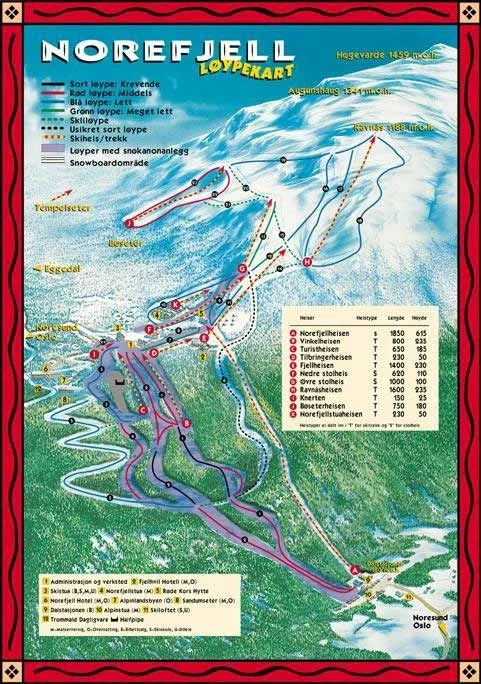 NOREFJELL
LØYPEKART
Høgevarde 1459 m.o.h.
Augunshaug 1341 m.o.h.
Ravnås 1188 m.o.h.
Sort løype: Krevende
Rød løype: Middels
Blå løype: Lett
Grønn løype: Meget lett
Skiløype
Usikret sort løype
Skiheis/trekk
Løyper med snøkanonanlegg
Snowboardområde
Tempelseter
Bøseter
Eggedal
Noresund
Oslo
Heiser Heistype Lengde Høyde
A Norefjellheisen S 1850 615
B Vinkelheisen T 800 235
C Turistheisen T 650 185
D Tilbringerheisen T 230 50
E Fjellheisen T 1400 230
F Nedre stolheis S 620 110
G Øvre stolheis S 1000 100
H Ravnåsheisen T 1600 235
I Knerten T 150 25
J Bøseterheisen T 750 180
K Norefjellstuaheisen T 230 50
Heistyper er delt inn i "T" for skitrekk og "S" for stolheis
1 Administrasjon og verksted 2 Fjellhvil Hotell (M,O)
3 Skistua (B,S,M,U) 4 Norefjellstua (M) 5 Røde Kors Hytte
6 Norefjell Hotel (M,O) 7 Alpinlandsbyen (O) 8 Sandumseter (M,O)
9 Dalstasjonen (B) 10 Alpinstua (M) 11 Skiloftet (S,U)
12 Trommald Dagligvare Halfpipe
M=Matservering, O=Overnatting, B=Billettsalg, S=Skiskole, U=Utleie
Noresund
Oslo